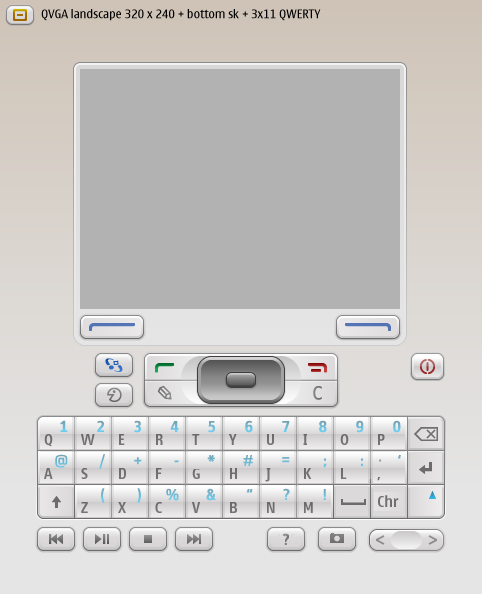 QVGA landscape 320 x 240 + bottom sk + 3x11 QWERTY
C
1 2 3 4 5 6 7 8 9 0
Q W E R T Y U I O P
@ / + - * # = ; : '
A S D F G H J K L . ,
( ) % & " ? !
Z X C V B N M Chr
? < >